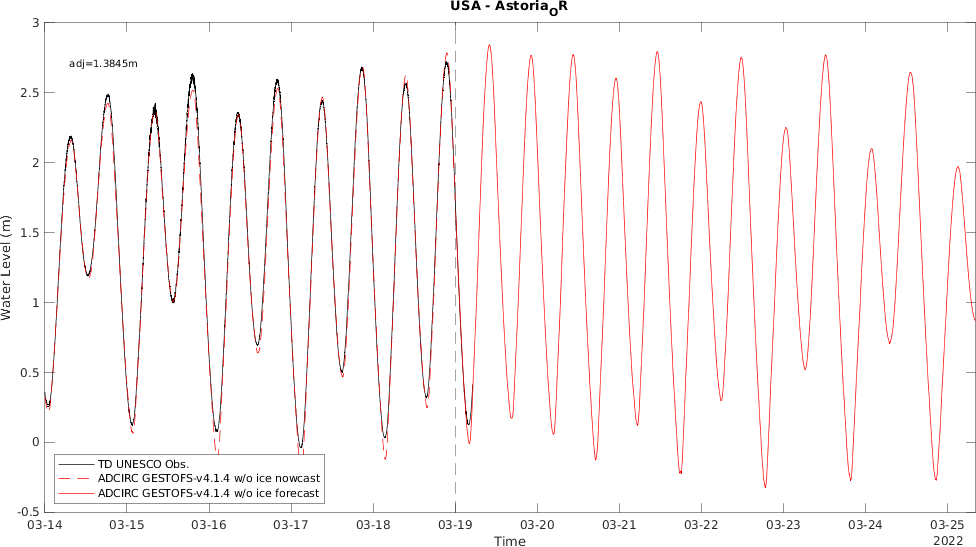 USA - Astoria_OR
adj=1.3845m
3
2.5
2
1.5
1
0.5
0
-0.5
Water Level (m)
TD UNESCO Obs.
ADCIRC GESTOFS-v4.1.4 w/o ice nowcast
ADCIRC GESTOFS-v4.1.4 w/o ice forecast
03-14 03-15 03-16 03-17 03-18 03-19 03-20 03-21 03-22 03-23 03-24 03-25
Time
2022